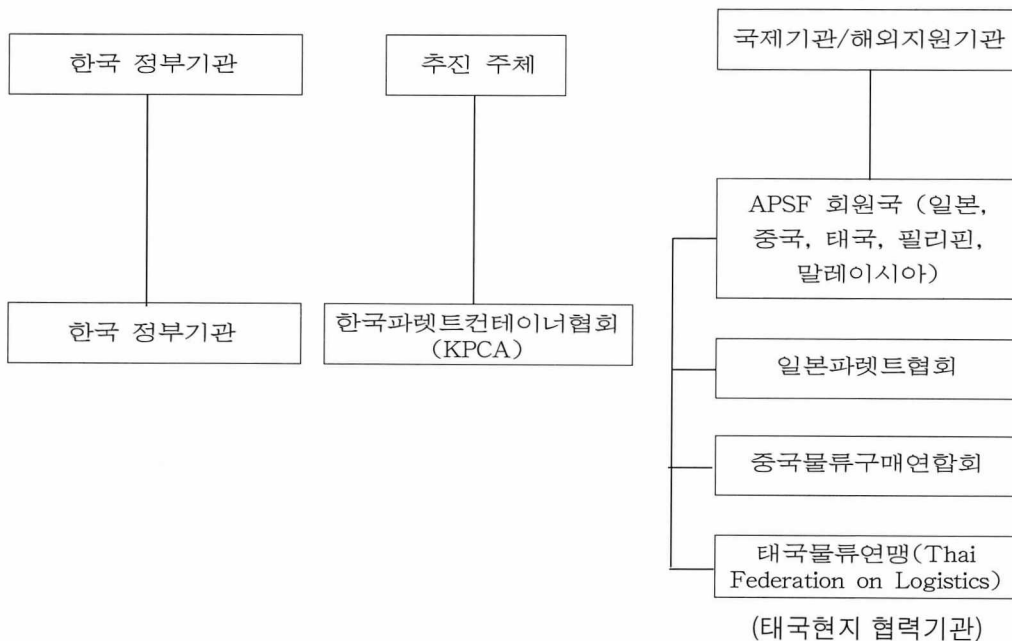 한국 정부기관
추진 주체
국제기관/해외지원기관
APSF 회원국 (일본,
중국, 태국, 필리핀,
말레이시아)
한국 정부기관
한국파렛트컨테이너협회
(KPCA)
일본파렛트협회
중국물류구매연합회
태국물류연맹(Thai
Federation on Logistics)
(태국현지 협력기관)